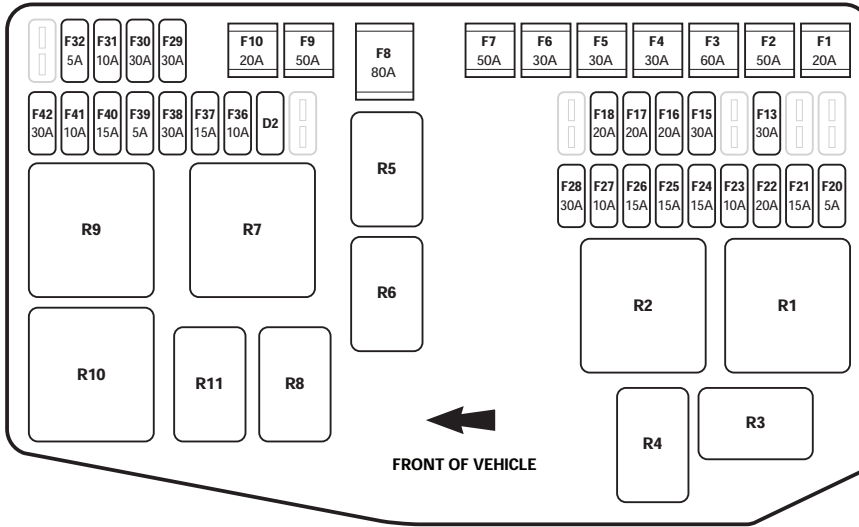 F32 F31 F30 F29 F10 F9 F8 F7 F6 F5 F4 F3 F2 F1
5A 10A 30A 30A 20A 50A 80A 50A 30A 30A 30A 60A 50A 20A
F42 F41 F40 F39 F38 F37 F36 D2 F18 F17 F16 F15 F13
30A 10A 15A 5A 30A 15A 10A 20A 20A 20A 30A 30A
R5
F28 F27 F26 F25 F24 F23 F22 F21 F20
30A 10A 15A 15A 15A 10A 20A 15A 5A
R9 R7
R6 R2 R1
R10 R11 R8
R4 R3
FRONT OF VEHICLE